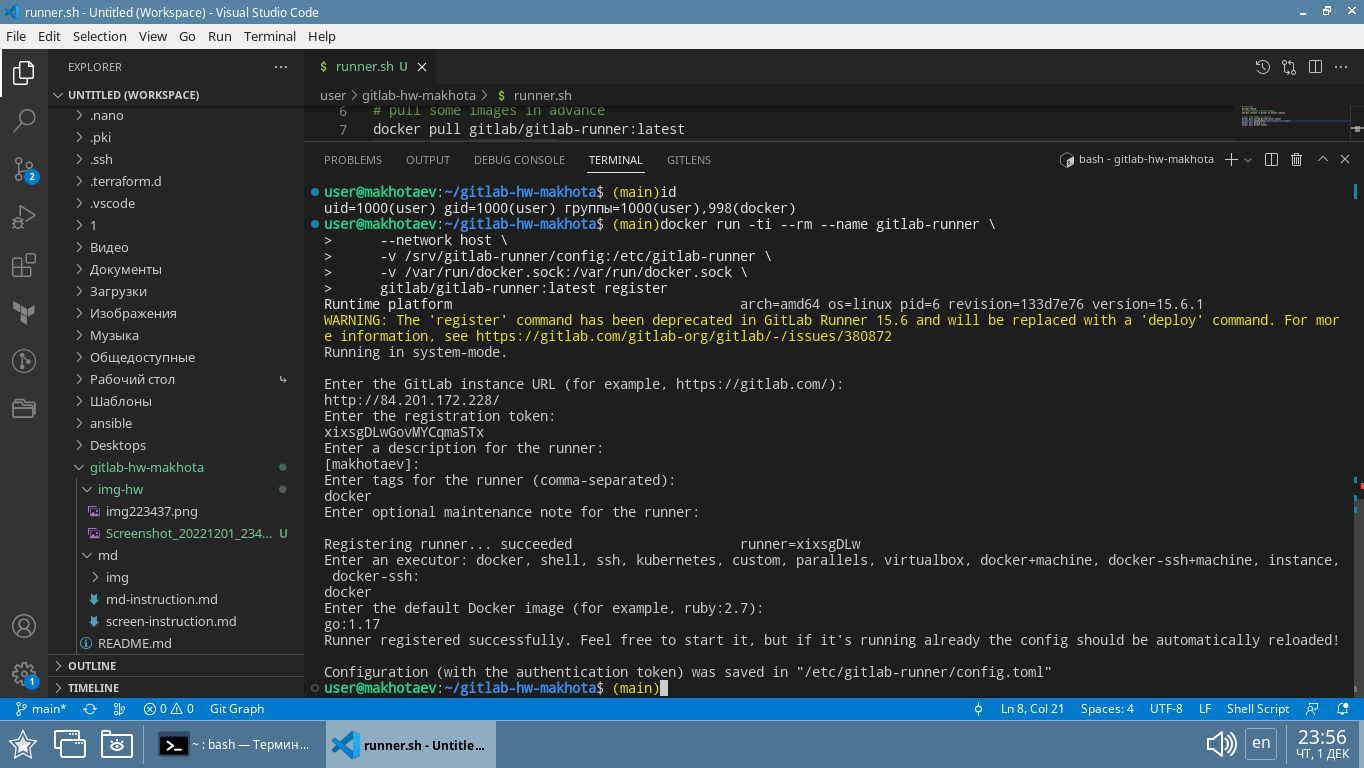 runner.sh - Untitled (Workspace) - Visual Studio Code
File Edit Selection View Go Run Terminal Help
EXPLORER
UNTITLED (WORKSPACE)
.nano
.pki
.ssh
.terraform.d
.vscode
1
Видео
Документы
Загрузки
Изображения
Музыка
Общедоступные
Рабочий стол
Шаблоны
ansible
Desktops
gitlab-hw-makhota
img-hw
img223437.png
Screenshot_20221201_234... U
md
img
md-instruction.md
screen-instruction.md
README.md
OUTLINE
TIMELINE
2
1
$ runner.sh U
user > gitlab-hw-makhota > $ runner.sh
6 # pull some images in advance
7 docker pull gitlab/gitlab-runner:latest
PROBLEMS OUTPUT DEBUG CONSOLE TERMINAL GITLENS
bash - gitlab-hw-makhota
user@makhotaev:~/gitlab-hw-makhota$ (main)id
uid=1000(user) gid=1000(user) группы=1000(user),998(docker)
user@makhotaev:~/gitlab-hw-makhota$ (main)docker run -ti --rm --name gitlab-runner \
> --network host \
> -v /srv/gitlab-runner/config:/etc/gitlab-runner \
> -v /var/run/docker.sock:/var/run/docker.sock \
> gitlab/gitlab-runner:latest register
Runtime platform arch=amd64 os=linux pid=6 revision=133d7e76 version=15.6.1
WARNING: The 'register' command has been deprecated in GitLab Runner 15.6 and will be replaced with a 'deploy' command. For mor
e information, see https://gitlab.com/gitlab-org/gitlab/-/issues/380872
Running in system-mode.
Enter the GitLab instance URL (for example, https://gitlab.com/):
http://84.201.172.228/
Enter the registration token:
xixsgDLwGovMYCqmaSTx
Enter a description for the runner:
[makhotaev]:
Enter tags for the runner (comma-separated):
docker
Enter optional maintenance note for the runner:
Registering runner... succeeded runner=xixsgDLw
Enter an executor: docker, shell, ssh, kubernetes, custom, parallels, virtualbox, docker+machine, docker-ssh+machine, instance,
docker-ssh:
docker
Enter the default Docker image (for example, ruby:2.7):
go:1.17
Runner registered successfully. Feel free to start it, but if it's running already the config should be automatically reloaded!
Configuration (with the authentication token) was saved in "/etc/gitlab-runner/config.toml"
user@makhotaev:~/gitlab-hw-makhota$ (main)
main* 0 0 Git Graph Ln 8, Col 21 Spaces: 4 UTF-8 LF Shell Script
~ : bash — Термин... runner.sh - Untitle... en 23:56
ЧТ, 1 ДЕК